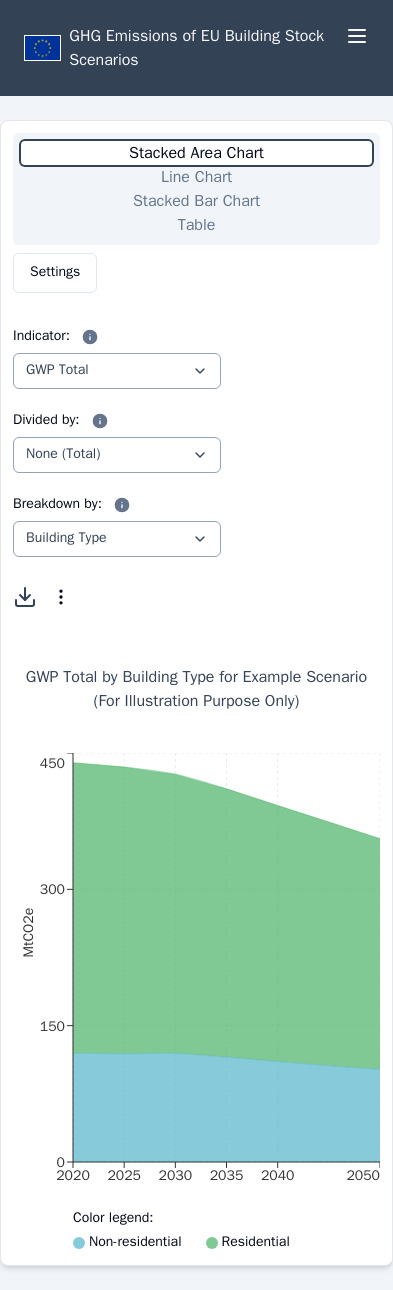 GHG Emissions of EU Building Stock
Scenarios
Stacked Area Chart
Line Chart
Stacked Bar Chart
Table
Settings
Indicator:
GWP Total
Divided by:
None (Total)
Breakdown by:
Building Type
GWP Total by Building Type for Example Scenario
(For Illustration Purpose Only)
450
300
MtCO2e
150
0
2020 2025 2030 2035 2040 2050
Color legend:
Non-residential Residential